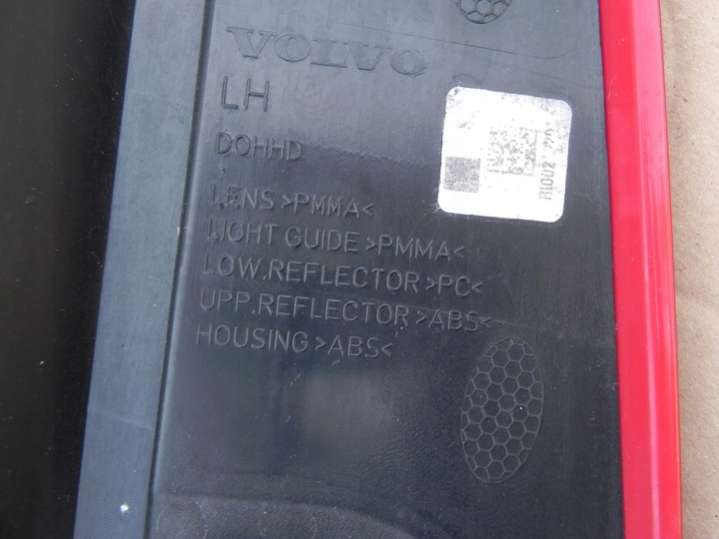 VOLVO
LH
DOHHD
LENS>PMMA<
LIGHT GUIDE>PMMA<
LOW.REFLECTOR>PC<
UPP.REFLECTOR>ABS<
HOUSING>ABS<